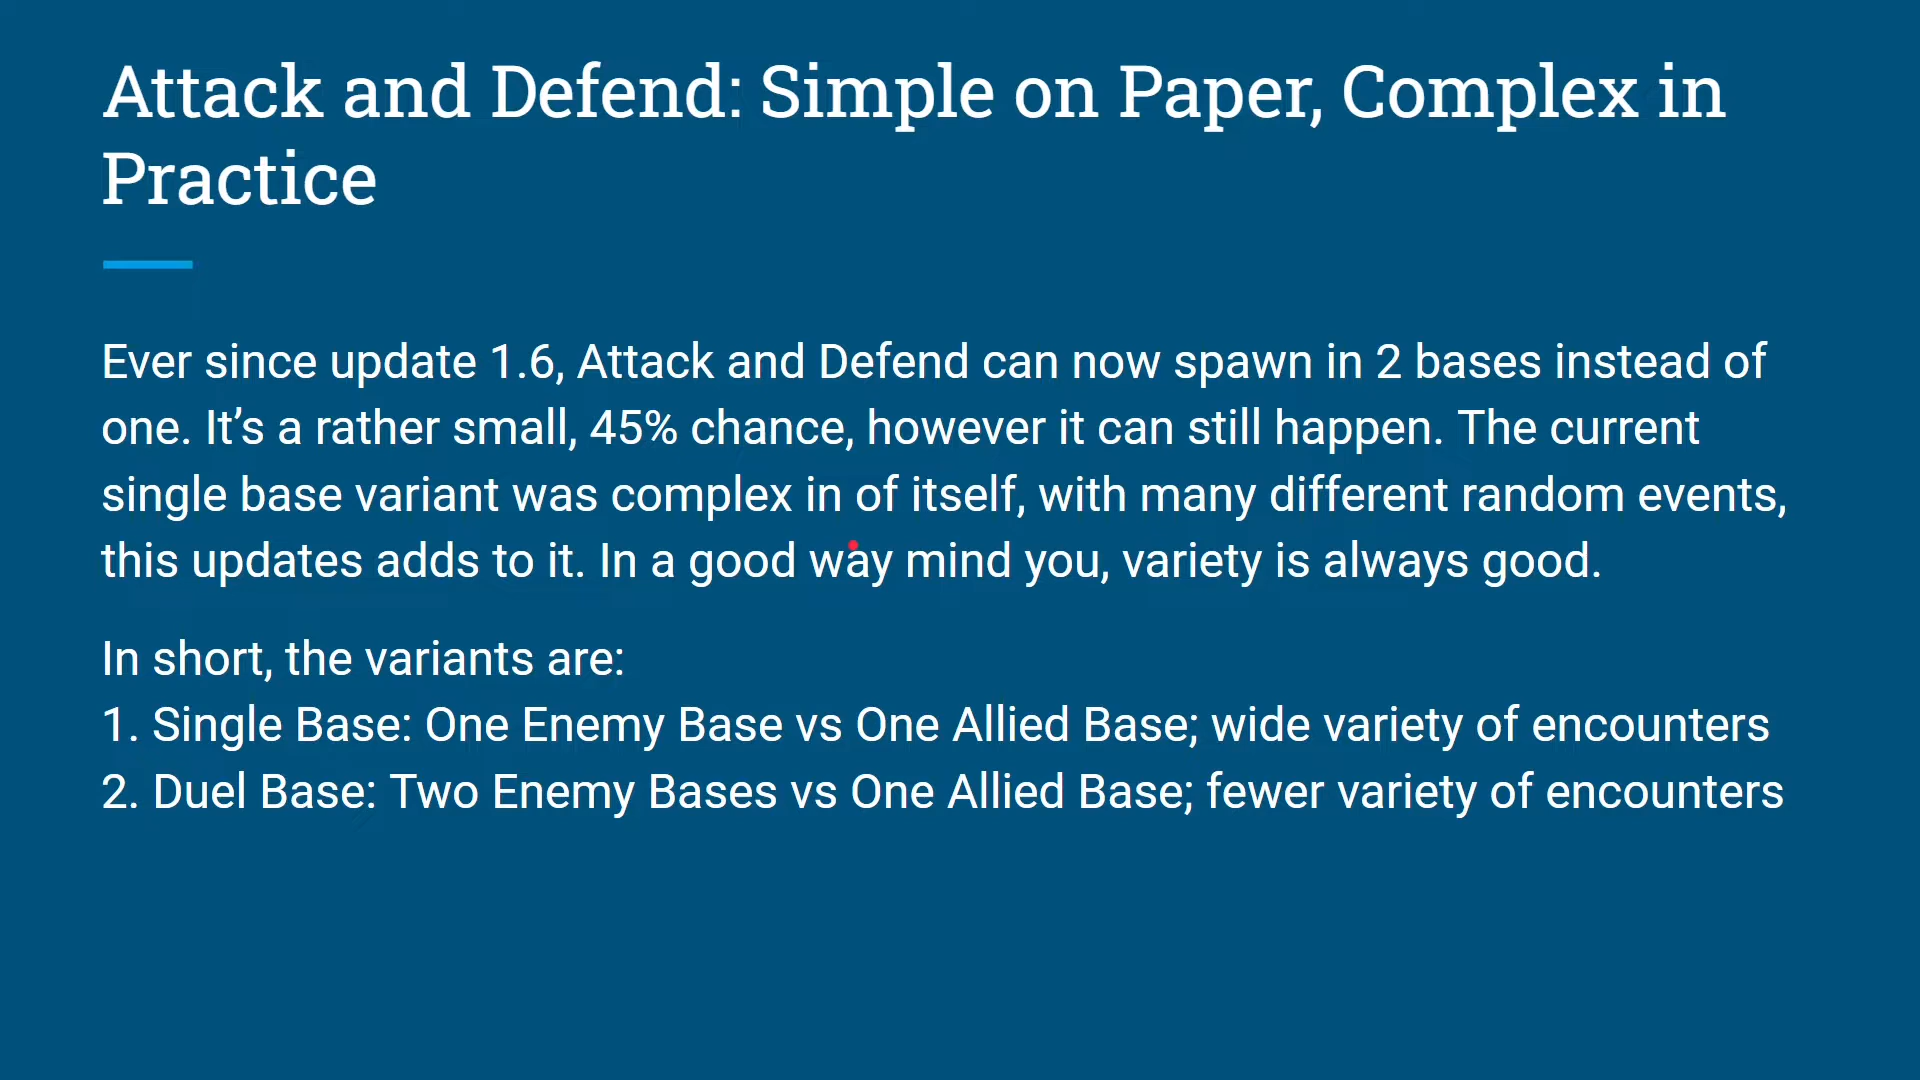 Attack and Defend: Simple on Paper, Complex in
Practice
Ever since update 1.6, Attack and Defend can now spawn in 2 bases instead of
one. It’s a rather small, 45% chance, however it can still happen. The current
single base variant was complex in of itself, with many different random events,
this updates adds to it. In a good way mind you, variety is always good.
In short, the variants are:
1. Single Base: One Enemy Base vs One Allied Base; wide variety of encounters
2. Duel Base: Two Enemy Bases vs One Allied Base; fewer variety of encounters